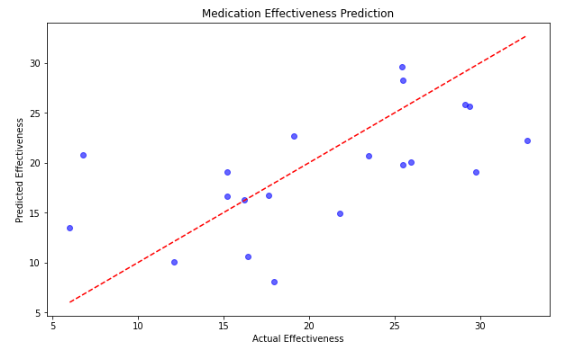 Medication Effectiveness Prediction
Predicted Effectiveness
30
25
20
15
10
5
5 10 15 20 25 30
Actual Effectiveness